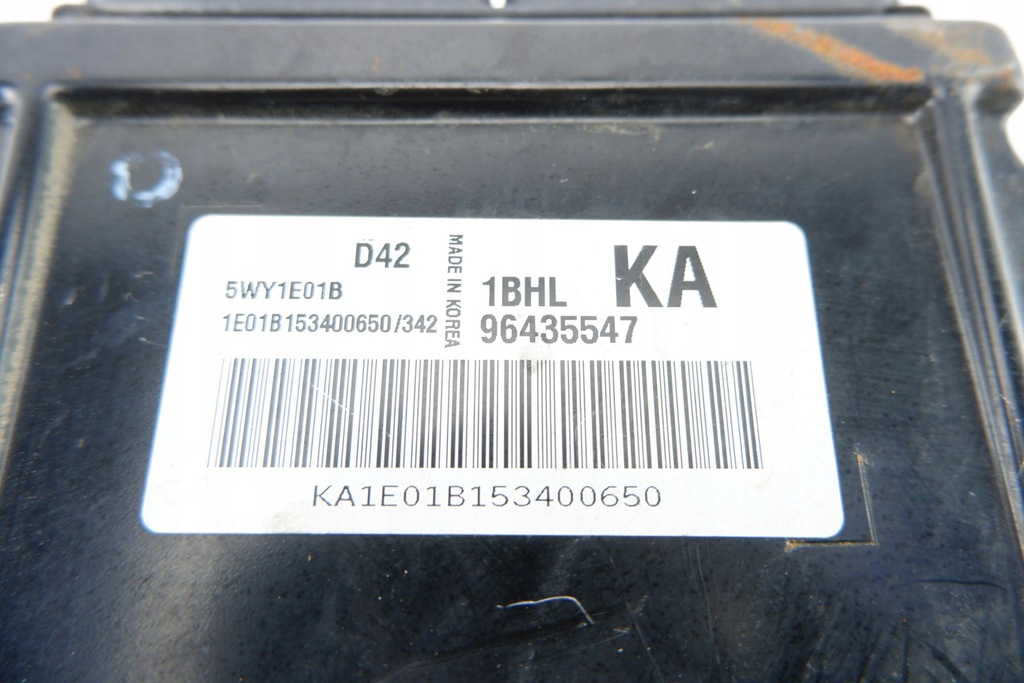 D42
5WY1E01B
1E01B153400650/342
MADE IN KOREA
1BHL KA
96435547
KA1E01B153400650